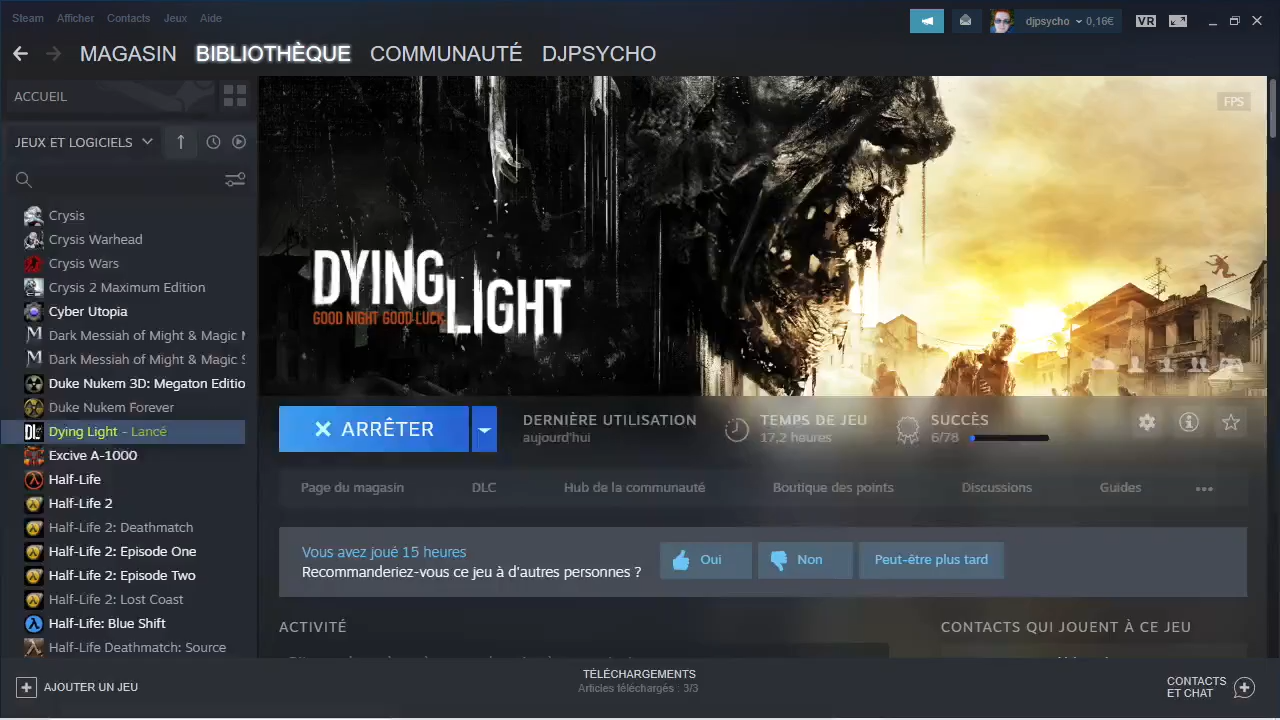 Steam Afficher Contacts Jeux Aide
djpsycho 0,16€ VR
MAGASIN BIBLIOTHÈQUE COMMUNAUTÉ DJPSYCHO
ACCUEIL
FPS
JEUX ET LOGICIELS
Crysis
Crysis Warhead
Crysis Wars
Crysis 2 Maximum Edition
Cyber Utopia
Dark Messiah of Might & Magic M
Dark Messiah of Might & Magic S
Duke Nukem 3D: Megaton Editio
Duke Nukem Forever
Dying Light - Lancé
Excive A-1000
Half-Life
Half-Life 2
Half-Life 2: Deathmatch
Half-Life 2: Episode One
Half-Life 2: Episode Two
Half-Life 2: Lost Coast
Half-Life: Blue Shift
Half-Life Deathmatch: Source
DYING LIGHT
GOOD NIGHT GOOD LUCK
ARRÊTER
DERNIÈRE UTILISATION
aujourd'hui
TEMPS DE JEU
17,2 heures
SUCCÈS
6/78
Page du magasin DLC Hub de la communauté Boutique des points Discussions Guides
Vous avez joué 15 heures
Recommanderiez-vous ce jeu à d'autres personnes ?
Oui Non Peut-être plus tard
ACTIVITÉ
CONTACTS QUI JOUENT À CE JEU
AJOUTER UN JEU
TÉLÉCHARGEMENTS
Articles téléchargés : 3/3
CONTACTS
ET CHAT